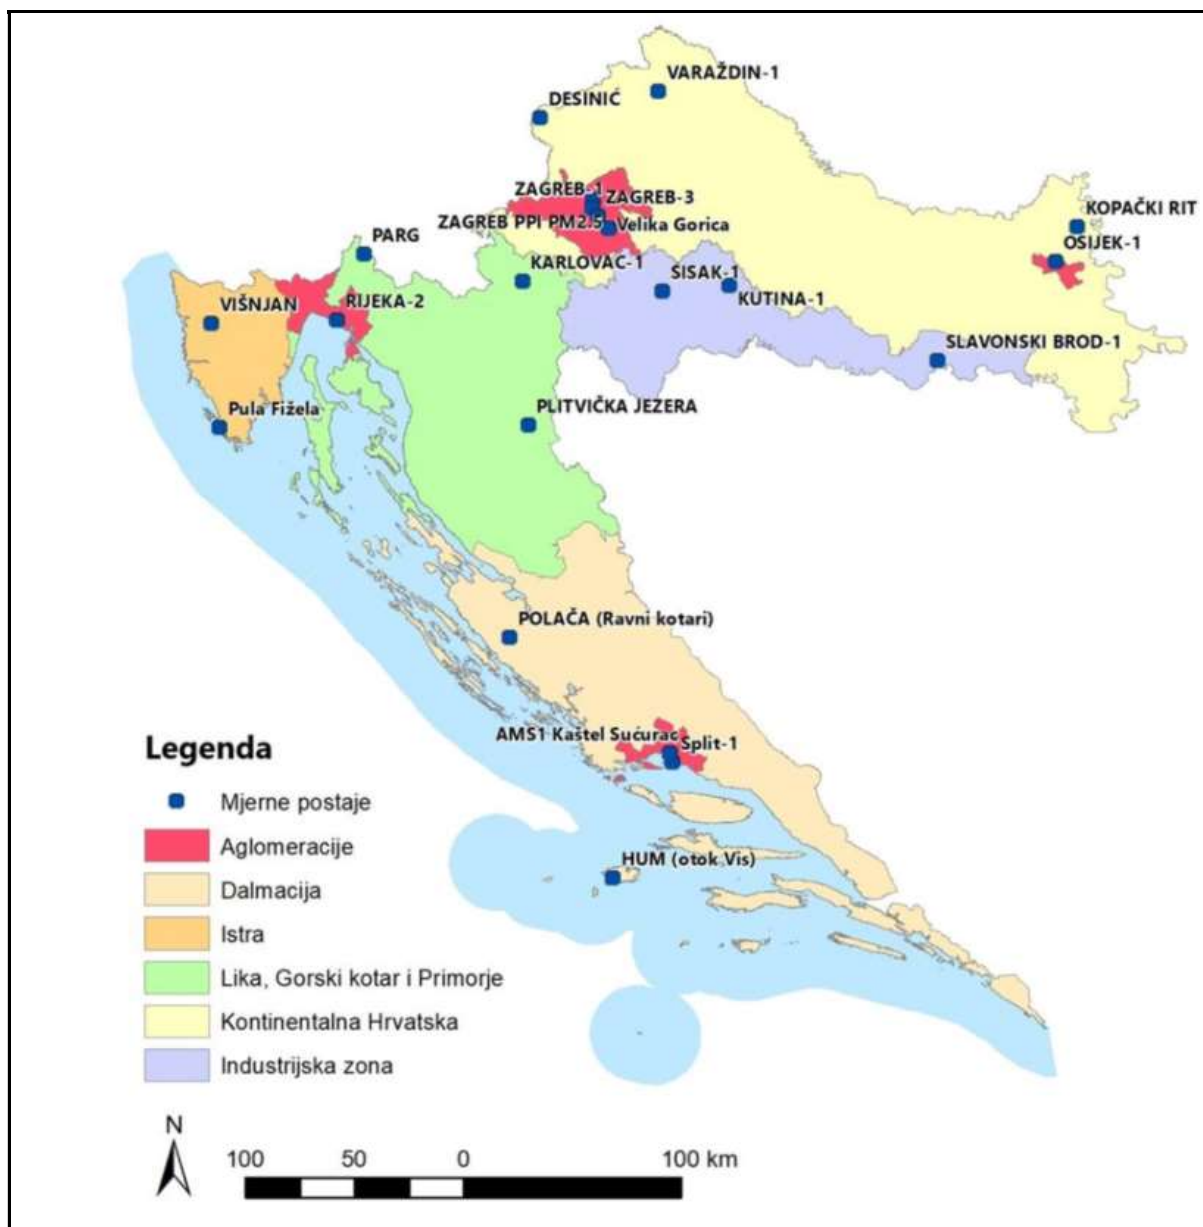 VARAŽDIN-1
DESINIĆ
ZAGREB-1
ZAGREB-3
KOPAČKI RIT
ZAGREB PPI PM2.5
Velika Gorica
PARG
OSIJEK-1
KARLOVAC-1
SISAK-1
KUTINA-1
VIŠNJAN
RIJEKA-2
SLAVONSKI BROD-1
Pula Fižela
PLITVIČKA JEZERA
POLAČA (Ravni kotari)
AMS1 Kaštel Sućurac
Split-1
HUM (otok Vis)
Legenda
Mjerne postaje
Aglomeracije
Dalmacija
Istra
Lika, Gorski kotar i Primorje
Kontinentalna Hrvatska
Industrijska zona
N
100 50 0 100 km